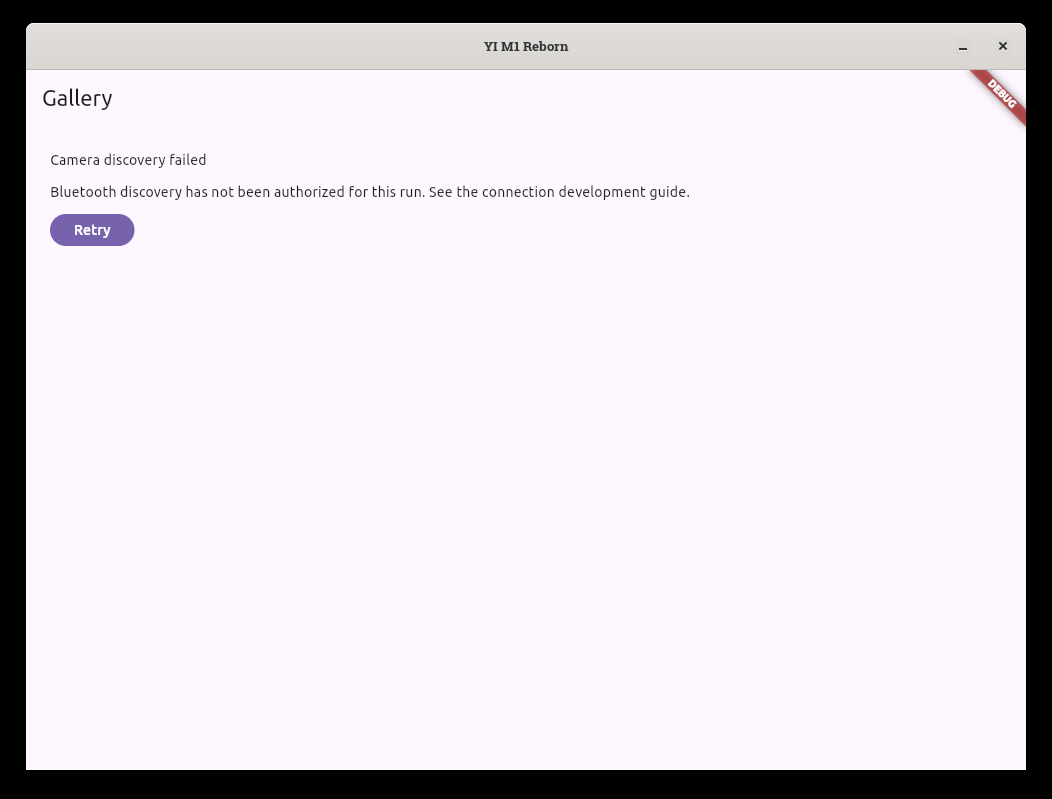 YI M1 Reborn
DEBUG
Gallery
Camera discovery failed
Bluetooth discovery has not been authorized for this run. See the connection development guide.
Retry